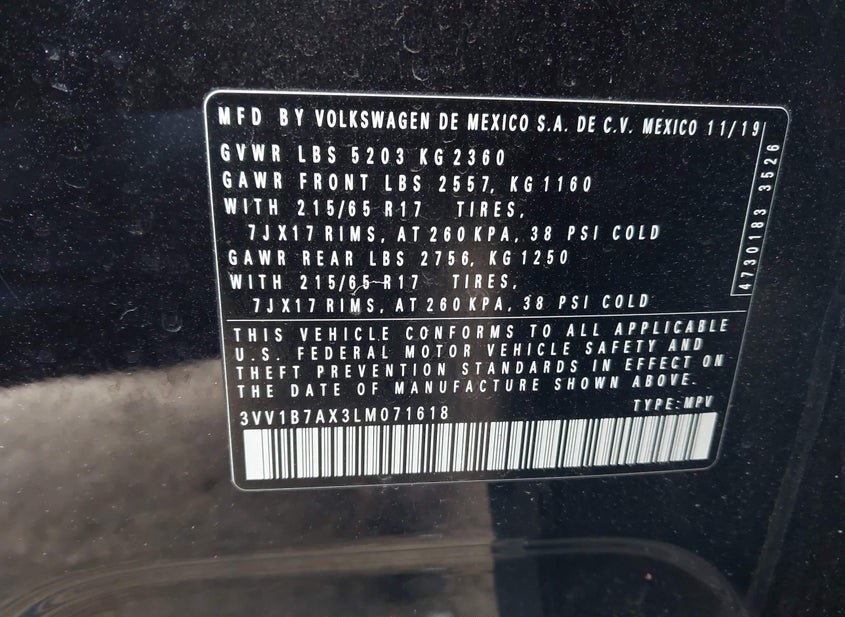 MFD BY VOLKSWAGEN DE MEXICO S.A. DE C.V. MEXICO 11/19
GVWR LBS 5203 KG 2360
GAWR FRONT LBS 2557, KG 1160
WITH 215/65 R17 TIRES,
7JX17 RIMS, AT 260 KPA, 38 PSI COLD
GAWR REAR LBS 2756, KG 1250
WITH 215/65 R17 TIRES,
7JX17 RIMS, AT 260 KPA, 38 PSI COLD
4730183 3526
THIS VEHICLE CONFORMS TO ALL APPLICABLE
U.S. FEDERAL MOTOR VEHICLE SAFETY AND
THEFT PREVENTION STANDARDS IN EFFECT ON
THE DATE OF MANUFACTURE SHOWN ABOVE.
3VV1B7AX3LM071618 TYPE: MPV